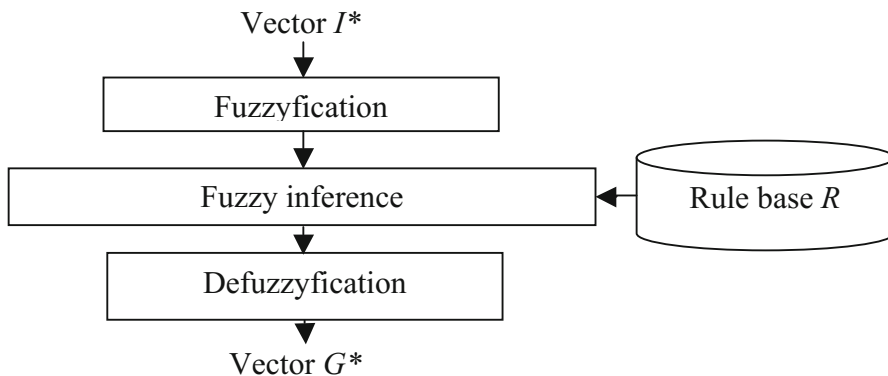 Vector I*
Fuzzyfication
Fuzzy inference
Rule base R
Defuzzyfication
Vector G*